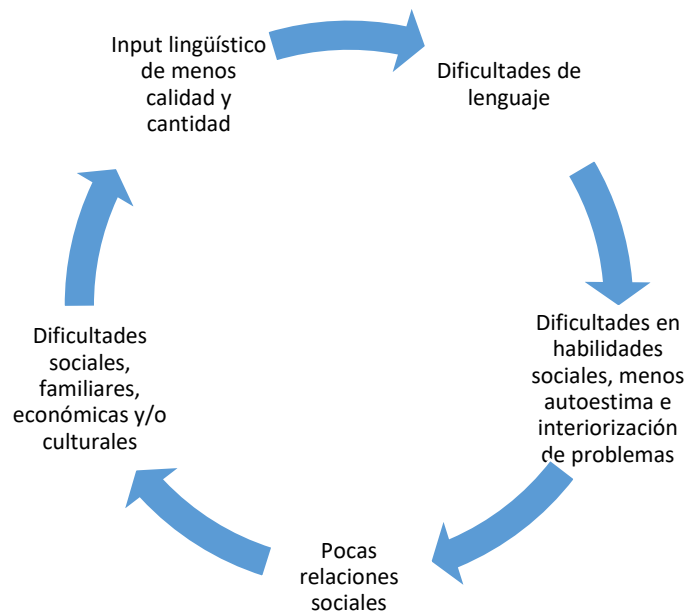 Input lingüístico
de menos
calidad y
cantidad
Dificultades de
lenguaje
Dificultades en
habilidades
sociales, menos
autoestima e
interiorización
de problemas
Pocas
relaciones
sociales
Dificultades
sociales,
familiares,
económicas y/o
culturales